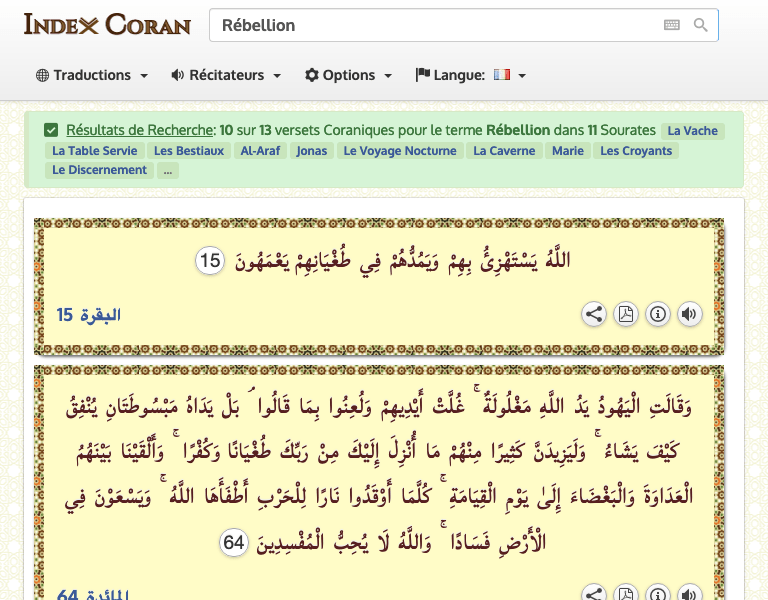 INDEX CORAN
Rébellion
Traductions
Récitateurs
Options
Langue:
Résultats de Recherche: 10 sur 13 versets Coraniques pour le terme Rébellion dans 11 Sourates La Vache
La Table Servie Les Bestiaux Al-Araf Jonas Le Voyage Nocturne La Caverne Marie Les Croyants
Le Discernement ...
اللَّهُ يَسْتَهْزِئُ بِهِمْ وَيَمُدُّهُمْ فِي طُغْيَانِهِمْ يَعْمَهُونَ 15
البقرة 15
وَقَالَتِ الْيَهُودُ يَدُ اللَّهِ مَغْلُولَةٌ ۚ غُلَّتْ أَيْدِيهِمْ وَلُعِنُوا بِمَا قَالُوا ۘ بَلْ يَدَاهُ مَبْسُوطَتَانِ يُنْفِقُ
كَيْفَ يَشَاءُ ۚ وَلَيَزِيدَنَّ كَثِيرًا مِنْهُمْ مَا أُنْزِلَ إِلَيْكَ مِنْ رَبِّكَ طُغْيَانًا وَكُفْرًا ۚ وَأَلْقَيْنَا بَيْنَهُمُ
الْعَدَاوَةَ وَالْبَغْضَاءَ إِلَىٰ يَوْمِ الْقِيَامَةِ ۚ كُلَّمَا أَوْقَدُوا نَارًا لِلْحَرْبِ أَطْفَأَهَا اللَّهُ ۚ وَيَسْعَوْنَ فِي
الْأَرْضِ فَسَادًا ۚ وَاللَّهُ لَا يُحِبُّ الْمُفْسِدِينَ 64
المائدة 64